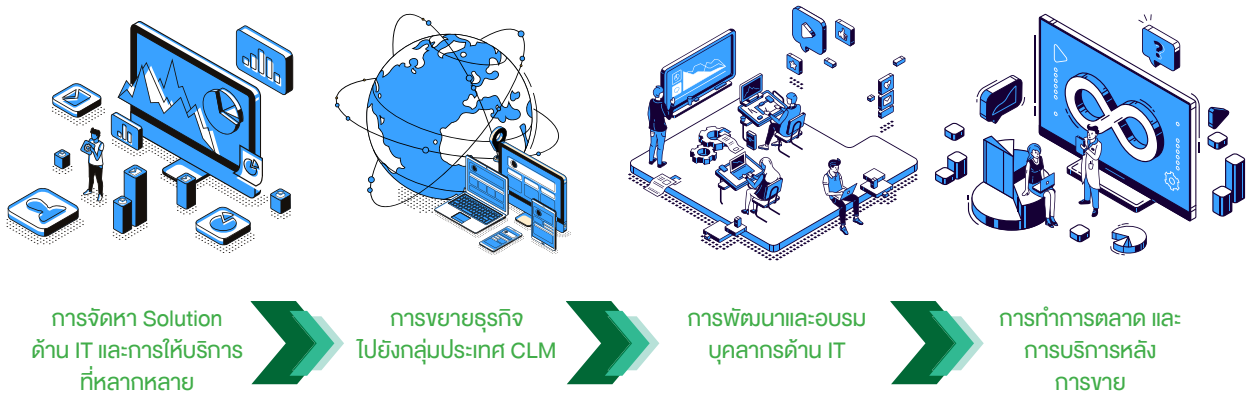 การจัดหา Solution
ด้าน IT และการให้บริการ
ที่หลากหลาย
การขยายธุรกิจ
ไปยังกลุ่มประเทศ CLM
การพัฒนาและอบรม
บุคลากรด้าน IT
การทำการตลาด และ
การบริการหลัง
การขาย
?